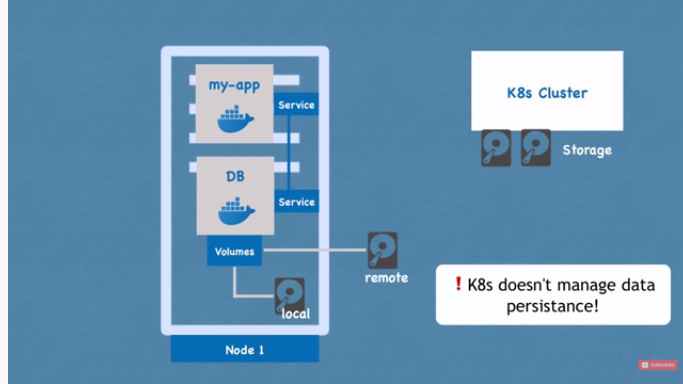 my-app
Service
DB
Service
Volumes
remote
local
Node 1
K8s Cluster
Storage
! K8s doesn't manage data
persistance!
SUBSCRIBE